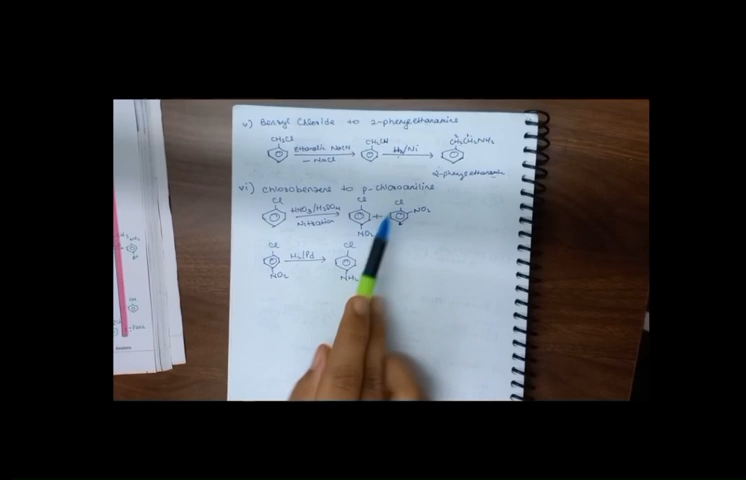 v) Benzyl Chloride to 2-phenylethanamine
CH2Cl Ethanolic NaCN CH2CN H2/Ni CH2CH2NH2
- NaCl
2-phenylethanamine
vi) Chlorobenzene to p-chloroaniline
Cl HNO3/H2SO4 Cl + Cl NO2
Nitration
NO2
Cl H2/Pd Cl
NO2 NH2